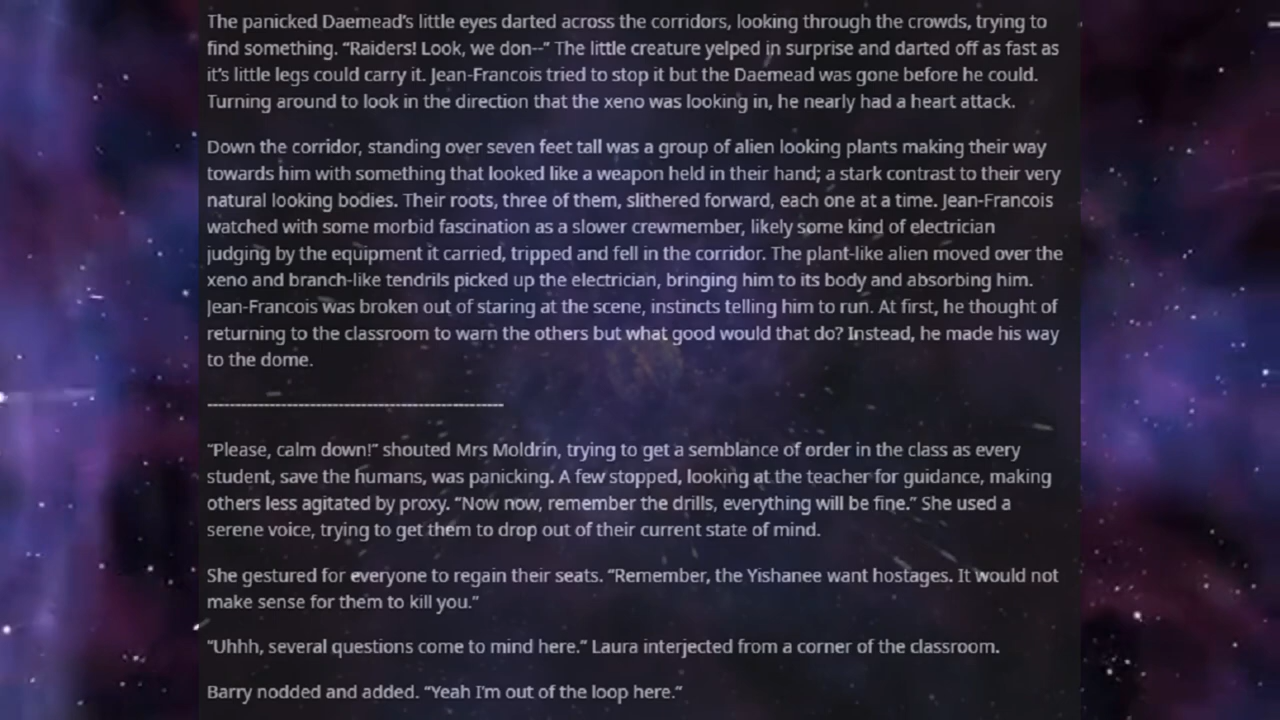 The panicked Daemead’s little eyes darted across the corridors, looking through the crowds, trying to
find something. “Raiders! Look, we don--” The little creature yelped in surprise and darted off as fast as
it’s little legs could carry it. Jean-Francois tried to stop it but the Daemead was gone before he could.
Turning around to look in the direction that the xeno was looking in, he nearly had a heart attack.
Down the corridor, standing over seven feet tall was a group of alien looking plants making their way
towards him with something that looked like a weapon held in their hand; a stark contrast to their very
natural looking bodies. Their roots, three of them, slithered forward, each one at a time. Jean-Francois
watched with some morbid fascination as a slower crewmember, likely some kind of electrician
judging by the equipment it carried, tripped and fell in the corridor. The plant-like alien moved over the
xeno and branch-like tendrils picked up the electrician, bringing him to its body and absorbing him.
Jean-Francois was broken out of staring at the scene, instincts telling him to run. At first, he thought of
returning to the classroom to warn the others but what good would that do? Instead, he made his way
to the dome.
--------------------------------------------------
“Please, calm down!” shouted Mrs Moldrin, trying to get a semblance of order in the class as every
student, save the humans, was panicking. A few stopped, looking at the teacher for guidance, making
others less agitated by proxy. “Now now, remember the drills, everything will be fine.” She used a
serene voice, trying to get them to drop out of their current state of mind.
She gestured for everyone to regain their seats. “Remember, the Yishanee want hostages. It would not
make sense for them to kill you.”
“Uhhh, several questions come to mind here.” Laura interjected from a corner of the classroom.
Barry nodded and added. “Yeah I’m out of the loop here.”